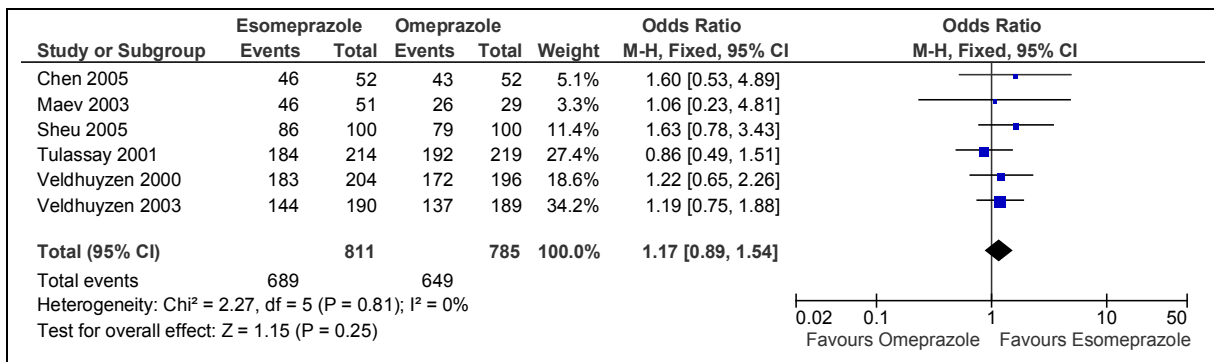 Esomeprazole Omeprazole Odds Ratio Odds Ratio
Study or Subgroup Events Total Events Total Weight M-H, Fixed, 95% CI M-H, Fixed, 95% CI
Chen 2005 46 52 43 52 5.1% 1.60 [0.53, 4.89]
Maev 2003 46 51 26 29 3.3% 1.06 [0.23, 4.81]
Sheu 2005 86 100 79 100 11.4% 1.63 [0.78, 3.43]
Tulassay 2001 184 214 192 219 27.4% 0.86 [0.49, 1.51]
Veldhuyzen 2000 183 204 172 196 18.6% 1.22 [0.65, 2.26]
Veldhuyzen 2003 144 190 137 189 34.2% 1.19 [0.75, 1.88]
Total (95% CI) 811 785 100.0% 1.17 [0.89, 1.54]
Total events 689 649
Heterogeneity: Chi² = 2.27, df = 5 (P = 0.81); I² = 0%
Test for overall effect: Z = 1.15 (P = 0.25)
0.02 0.1 1 10 50
Favours Omeprazole Favours Esomeprazole